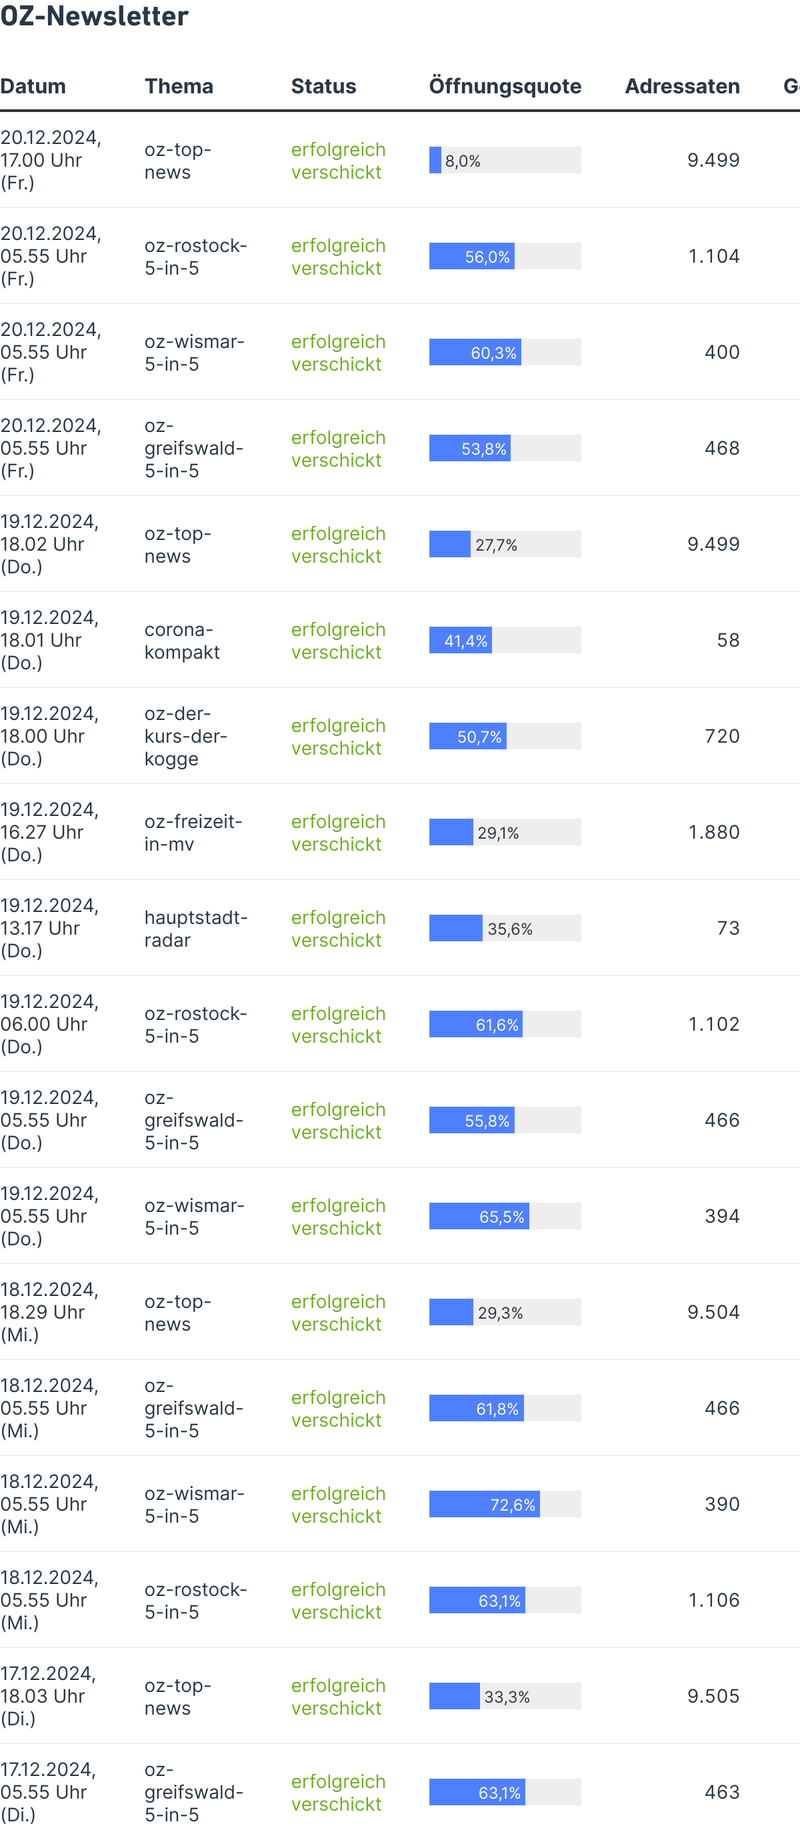 OZ-Newsletter
Datum Thema Status Öffnungsquote Adressaten
20.12.2024, 17.00 Uhr (Fr.) oz-top-news erfolgreich verschickt 8,0% 9.499
20.12.2024, 05.55 Uhr (Fr.) oz-rostock-5-in-5 erfolgreich verschickt 56,0% 1.104
20.12.2024, 05.55 Uhr (Fr.) oz-wismar-5-in-5 erfolgreich verschickt 60,3% 400
20.12.2024, 05.55 Uhr (Fr.) oz-greifswald-5-in-5 erfolgreich verschickt 53,8% 468
19.12.2024, 18.02 Uhr (Do.) oz-top-news erfolgreich verschickt 27,7% 9.499
19.12.2024, 18.01 Uhr (Do.) corona-kompakt erfolgreich verschickt 41,4% 58
19.12.2024, 18.00 Uhr (Do.) oz-der-kurs-der-kogge erfolgreich verschickt 50,7% 720
19.12.2024, 16.27 Uhr (Do.) oz-freizeit-in-mv erfolgreich verschickt 29,1% 1.880
19.12.2024, 13.17 Uhr (Do.) hauptstadt-radar erfolgreich verschickt 35,6% 73
19.12.2024, 06.00 Uhr (Do.) oz-rostock-5-in-5 erfolgreich verschickt 61,6% 1.102
19.12.2024, 05.55 Uhr (Do.) oz-greifswald-5-in-5 erfolgreich verschickt 55,8% 466
19.12.2024, 05.55 Uhr (Do.) oz-wismar-5-in-5 erfolgreich verschickt 65,5% 394
18.12.2024, 18.29 Uhr (Mi.) oz-top-news erfolgreich verschickt 29,3% 9.504
18.12.2024, 05.55 Uhr (Mi.) oz-greifswald-5-in-5 erfolgreich verschickt 61,8% 466
18.12.2024, 05.55 Uhr (Mi.) oz-wismar-5-in-5 erfolgreich verschickt 72,6% 390
18.12.2024, 05.55 Uhr (Mi.) oz-rostock-5-in-5 erfolgreich verschickt 63,1% 1.106
17.12.2024, 18.03 Uhr (Di.) oz-top-news erfolgreich verschickt 33,3% 9.505
17.12.2024, 05.55 Uhr (Di.) oz-greifswald-5-in-5 erfolgreich verschickt 63,1% 463